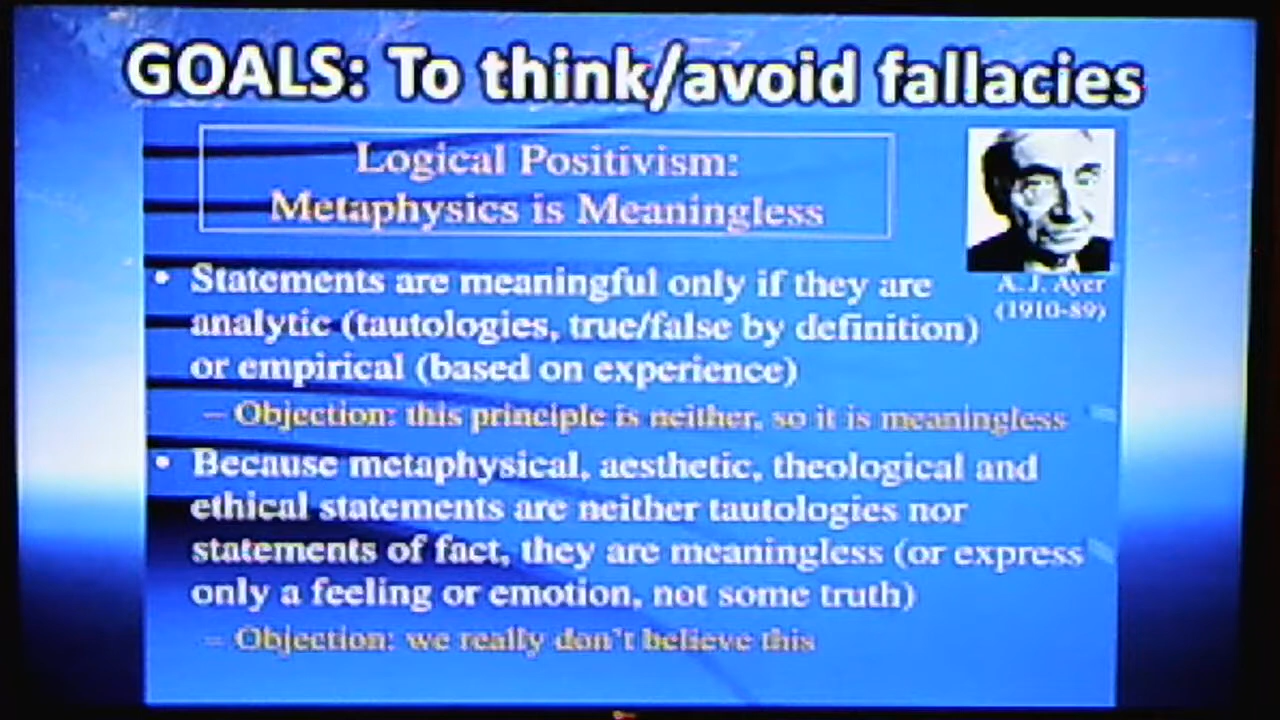 GOALS: To think/avoid fallacies
Logical Positivism:
Metaphysics is Meaningless
A. J. Ayer
(1910-89)
• Statements are meaningful only if they are
analytic (tautologies, true/false by definition)
or empirical (based on experience)
– Objection: this principle is neither, so it is meaningless
• Because metaphysical, aesthetic, theological and
ethical statements are neither tautologies nor
statements of fact, they are meaningless (or express
only a feeling or emotion, not some truth)
– Objection: we really don't believe this